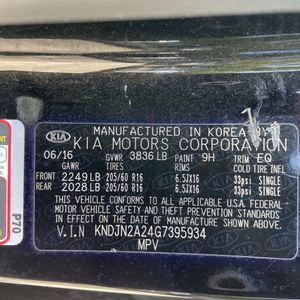 MANUFACTURED IN KOREA BY
KIA
KIA MOTORS CORPORATION
06/16 GVWR 3836 LB PAINT 9H TRIM EQ
GAWR TIRES RIMS COLD TIRE INFL
FRONT 2249 LB 205/60 R16 6.5JX16 33psi SINGLE
REAR 2028 LB 205/60 R16 6.5JX16 33psi SINGLE
THIS VEHICLE CONFORMS TO ALL APPLICABLE FEDERAL
MOTOR VEHICLE SAFETY AND THEFT PREVENTION STANDARDS
IN EFFECT ON THE DATE OF MANUFACTURE SHOWN ABOVE.
V.I.N KNDJN2A24G7395934
MPV
P70